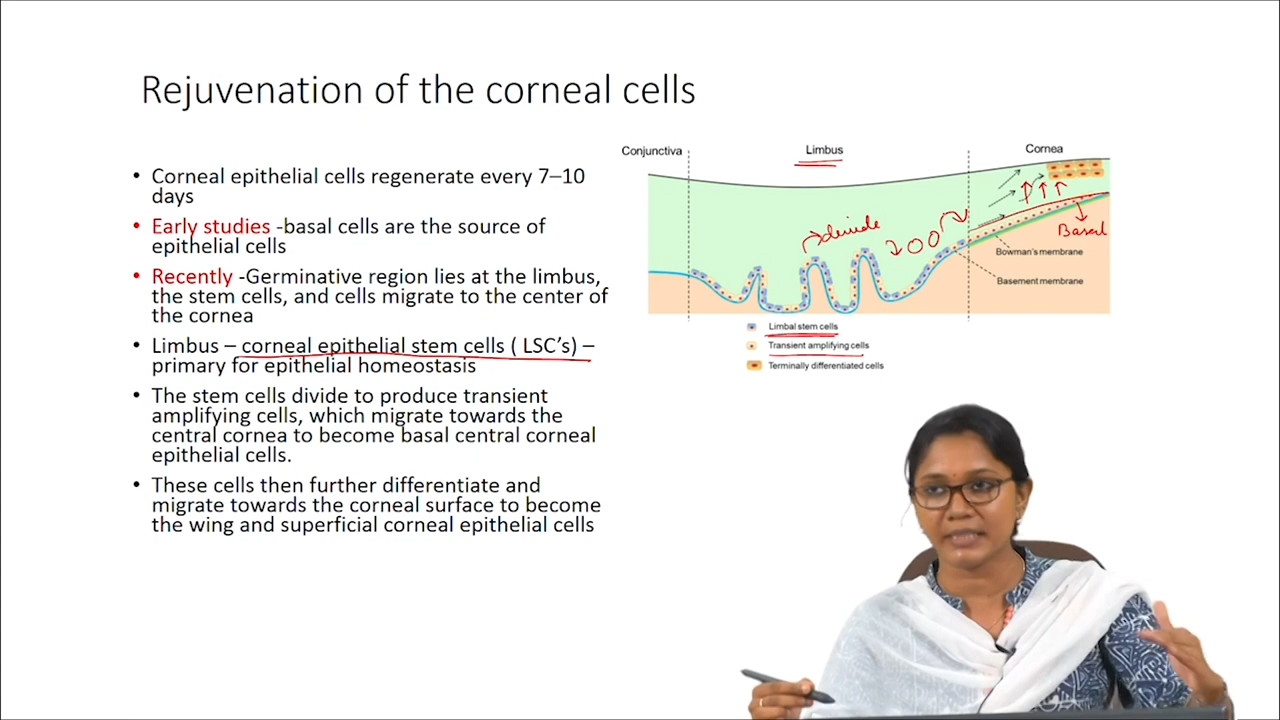 Rejuvenation of the corneal cells
• Corneal epithelial cells regenerate every 7–10
days
• Early studies -basal cells are the source of
epithelial cells
• Recently -Germinative region lies at the limbus,
the stem cells, and cells migrate to the center of
the cornea
• Limbus – corneal epithelial stem cells ( LSC's) –
primary for epithelial homeostasis
• The stem cells divide to produce transient
amplifying cells, which migrate towards the
central cornea to become basal central corneal
epithelial cells.
• These cells then further differentiate and
migrate towards the corneal surface to become
the wing and superficial corneal epithelial cells
Conjunctiva
Limbus
Cornea
divide
Basal
Bowman's membrane
Basement membrane
Limbal stem cells
Transient amplifying cells
Terminally differentiated cells